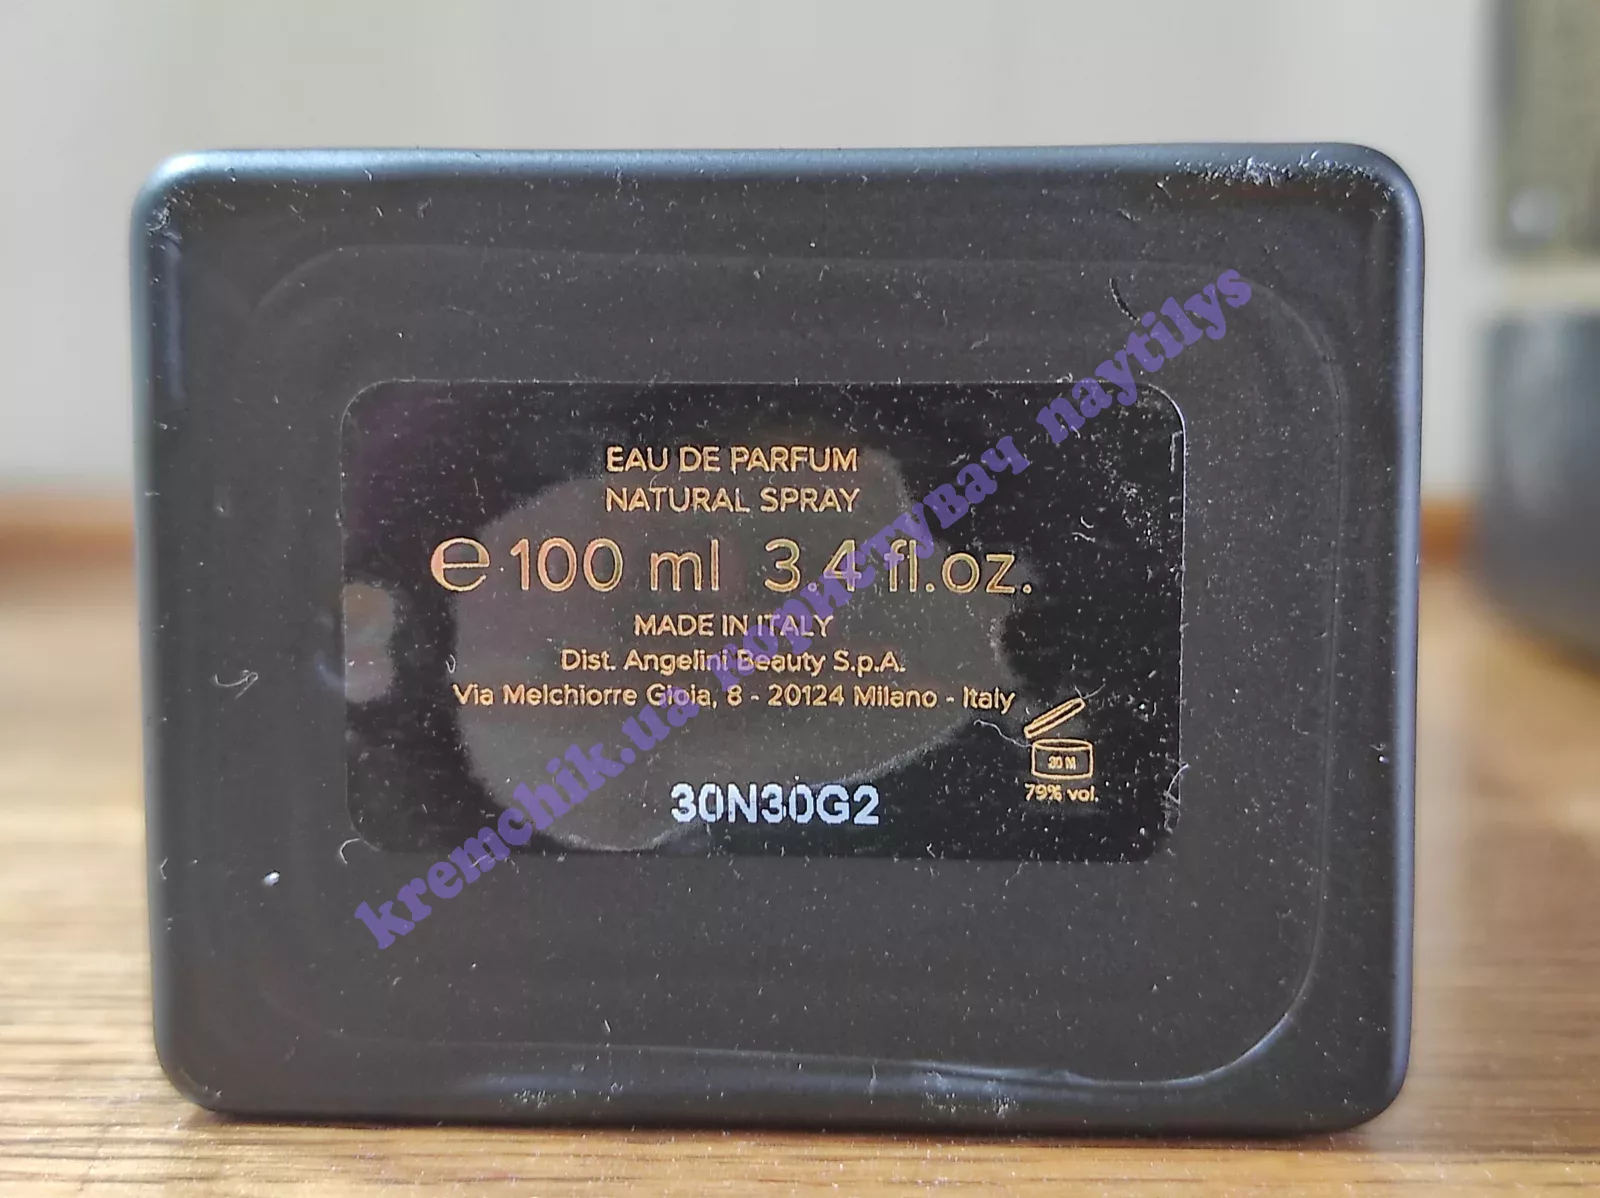 EAU DE PARFUM
NATURAL SPRAY
℮ 100 ml 3.4 fl.oz.
MADE IN ITALY
Dist. Angelini Beauty S.p.A.
Via Melchiorre Gioia, 8 - 20124 Milano - Italy
30 M
79% vol.
30N30G2
kremchik.ua користувач naytilys